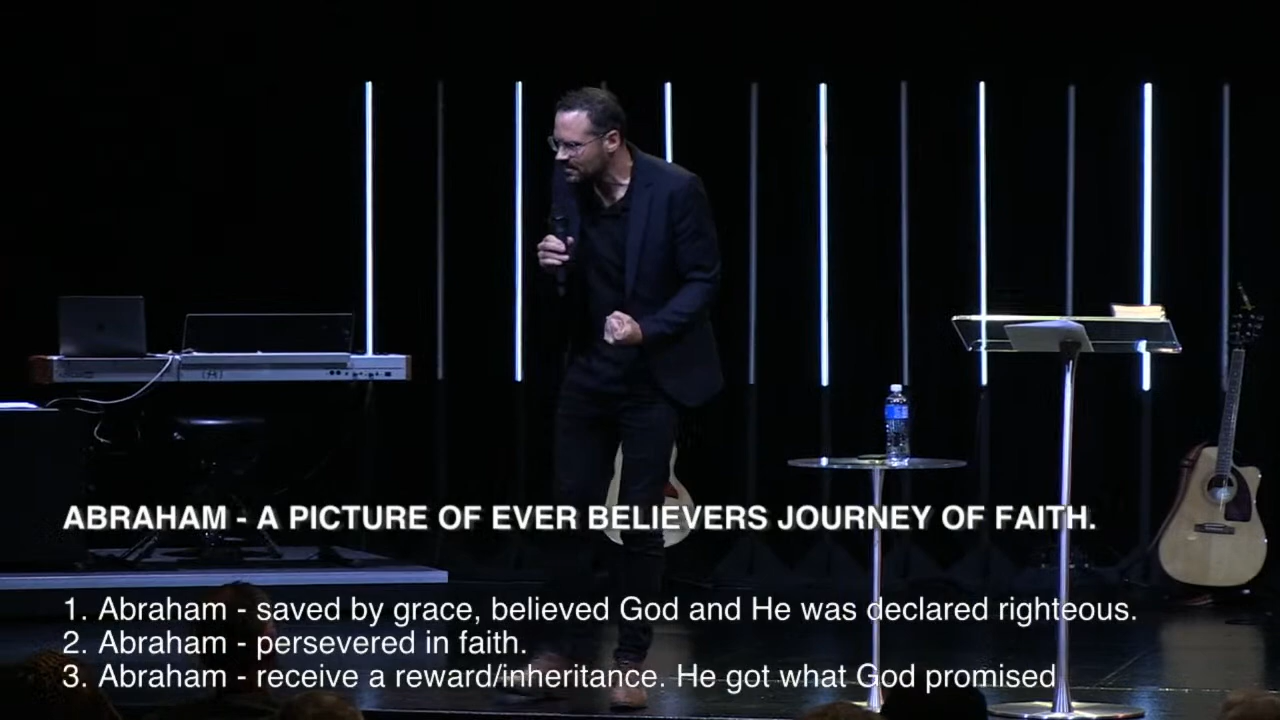 ABRAHAM - A PICTURE OF EVER BELIEVERS JOURNEY OF FAITH.
1. Abraham - saved by grace, believed God and He was declared righteous.
2. Abraham - persevered in faith.
3. Abraham - receive a reward/inheritance. He got what God promised